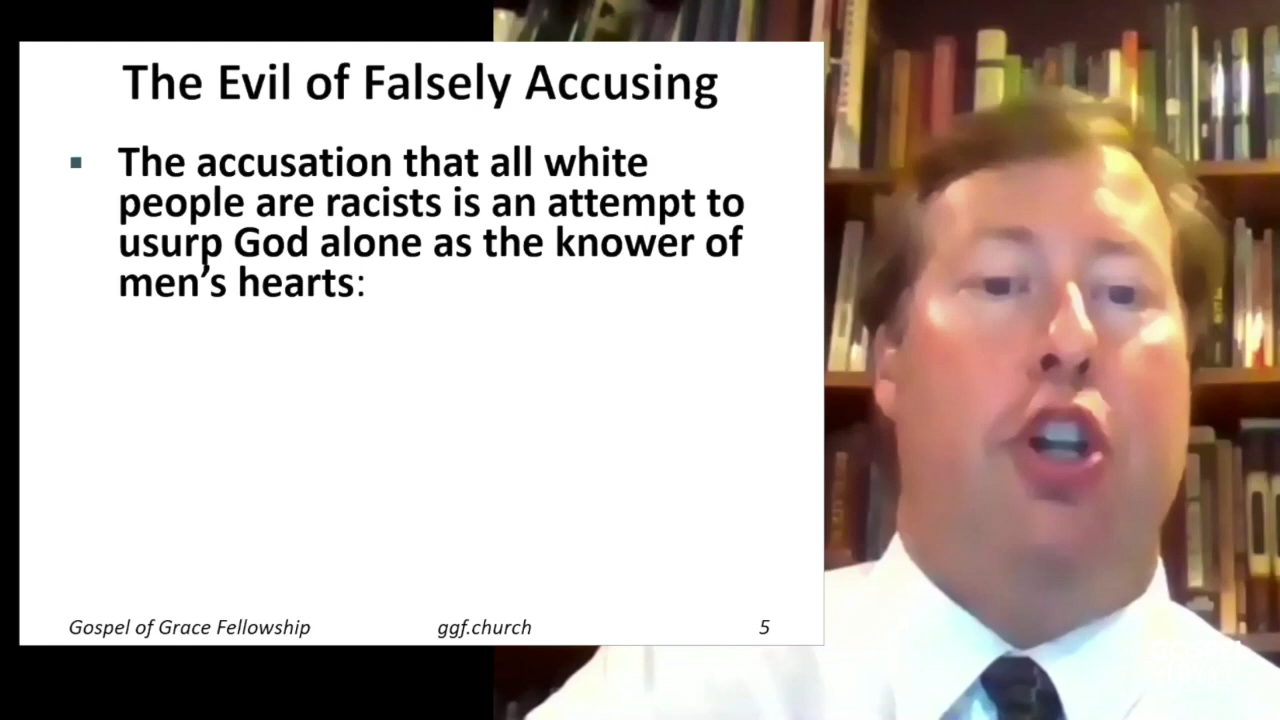 The Evil of Falsely Accusing
▪ The accusation that all white
people are racists is an attempt to
usurp God alone as the knower of
men’s hearts:
Gospel of Grace Fellowship ggf.church 5